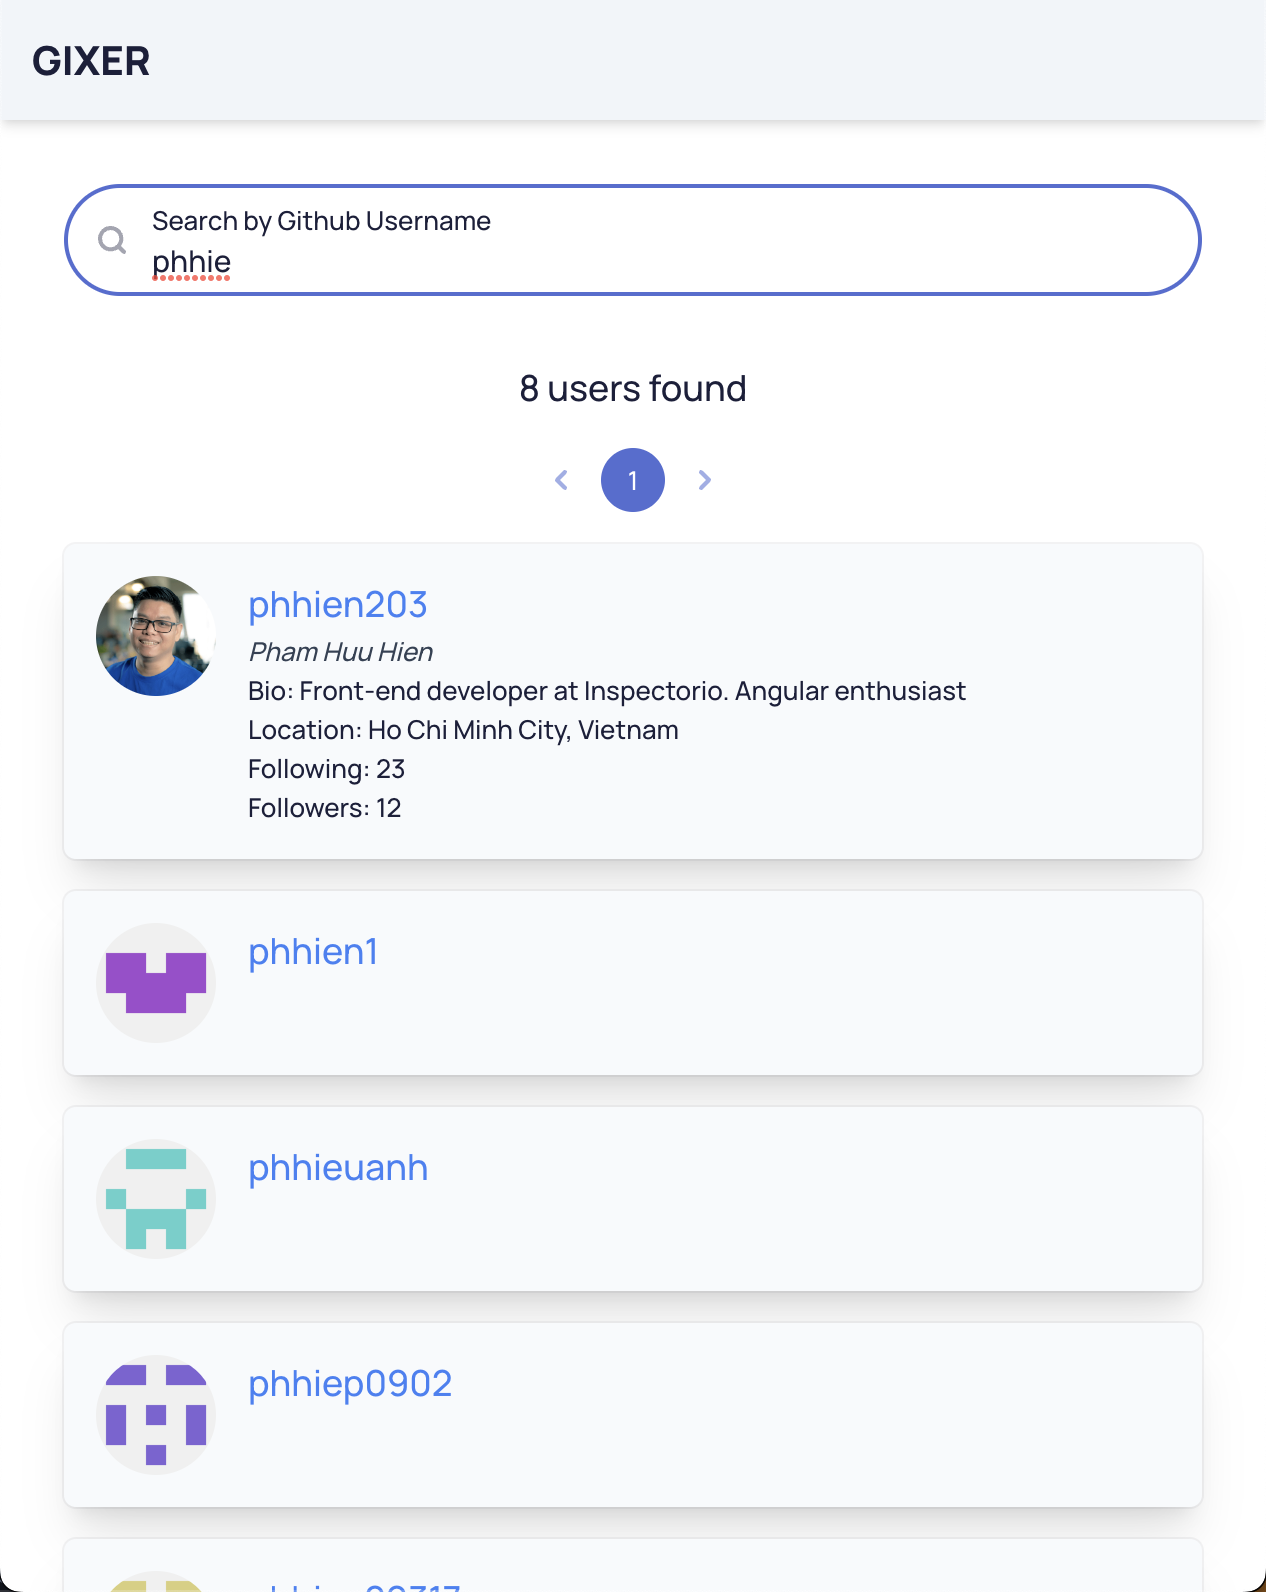 GIXER
Search by Github Username
phhie
8 users found
1
phhien203
Pham Huu Hien
Bio: Front-end developer at Inspectorio. Angular enthusiast
Location: Ho Chi Minh City, Vietnam
Following: 23
Followers: 12
phhien1
phhieuanh
phhiep0902